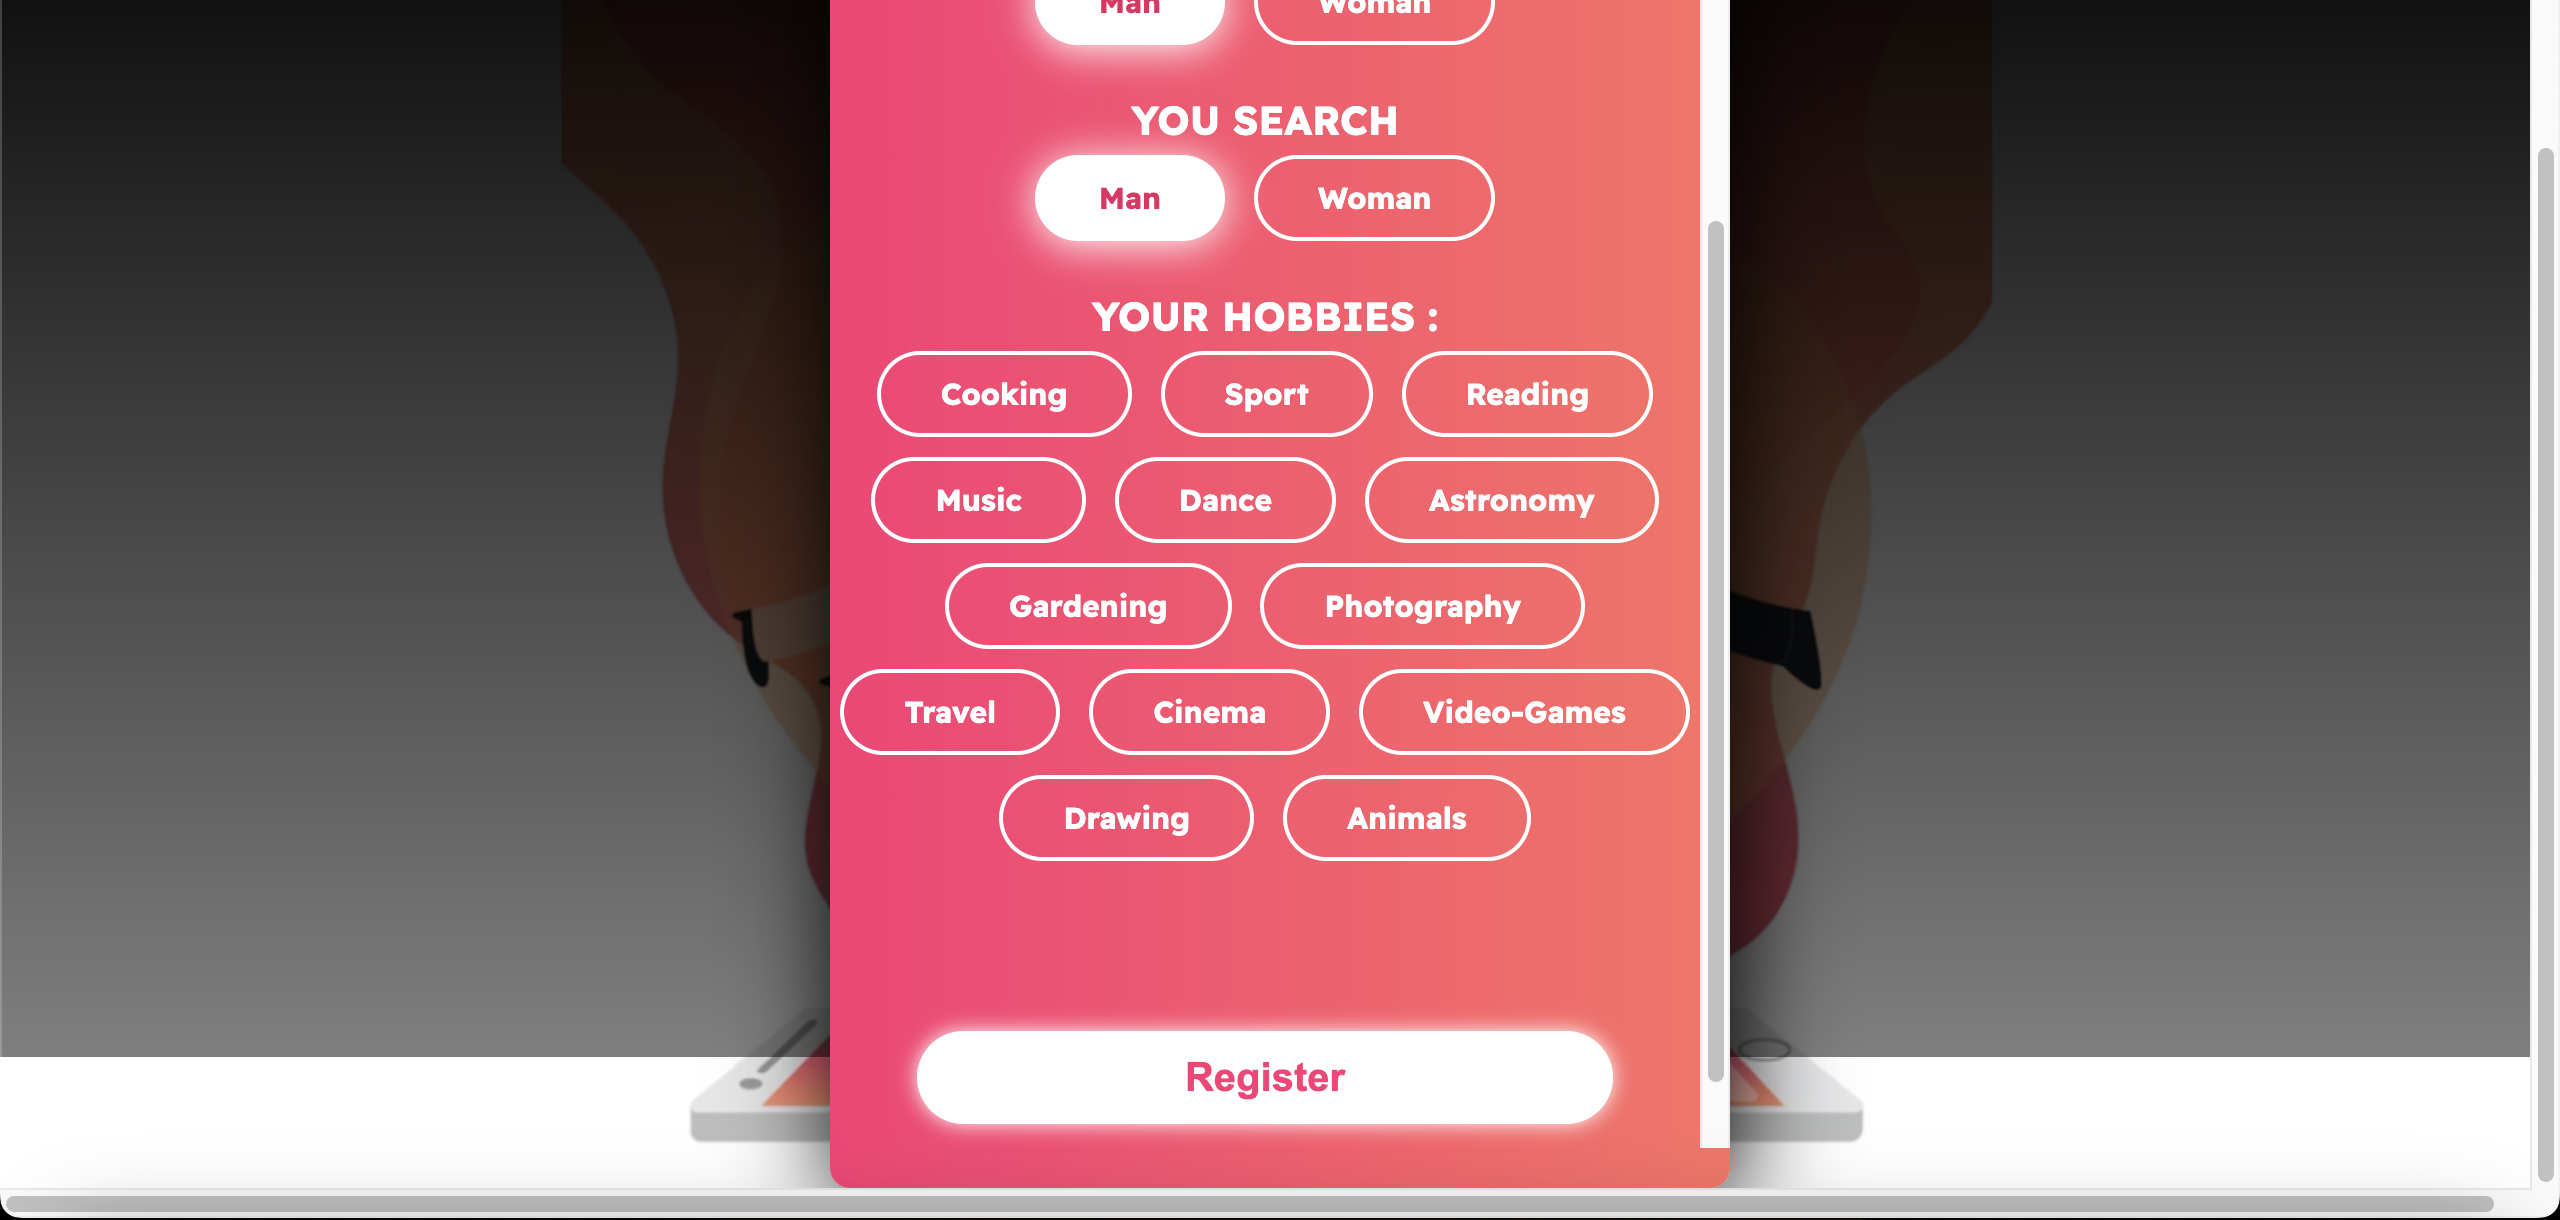 Man Woman
YOU SEARCH
Man Woman
YOUR HOBBIES :
Cooking Sport Reading
Music Dance Astronomy
Gardening Photography
Travel Cinema Video-Games
Drawing Animals
Register